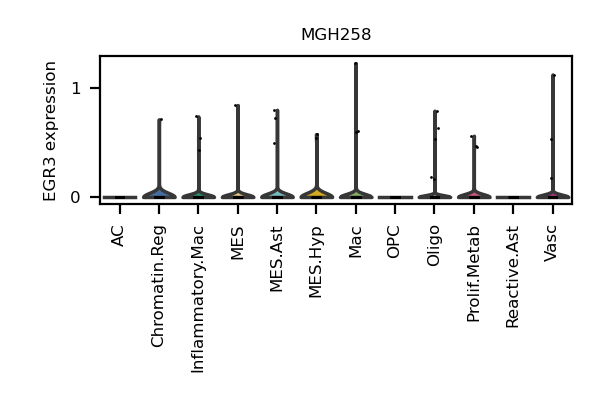 MGH258
EGR3 expression
1
0
AC
Chromatin.Reg
Inflammatory.Mac
MES
MES.Ast
MES.Hyp
Mac
OPC
Oligo
Prolif.Metab
Reactive.Ast
Vasc